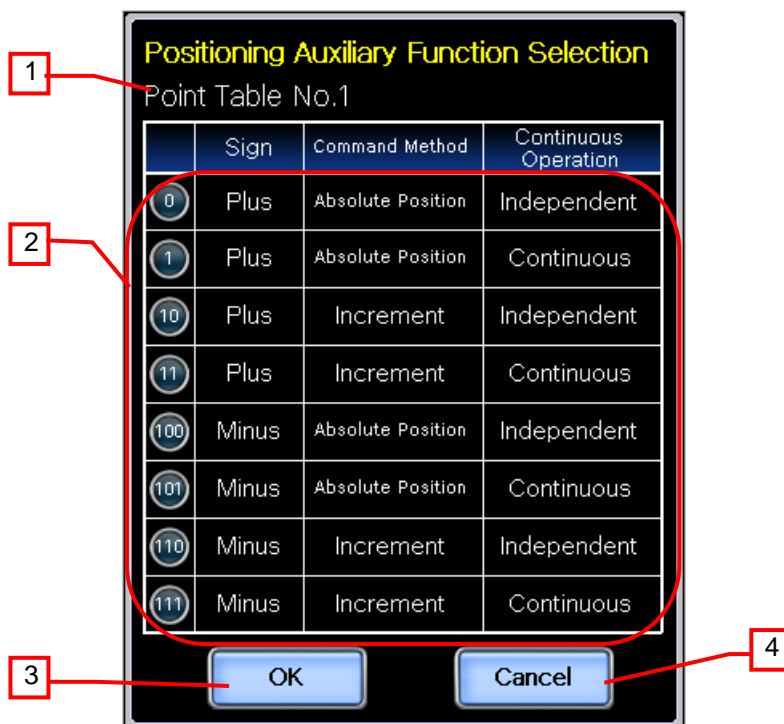 Positioning Auxiliary Function Selection
1
Point Table No.1
Sign Command Method Continuous Operation
0 Plus Absolute Position Independent
2
1 Plus Absolute Position Continuous
10 Plus Increment Independent
11 Plus Increment Continuous
100 Minus Absolute Position Independent
101 Minus Absolute Position Continuous
110 Minus Increment Independent
111 Minus Increment Continuous
3 OK Cancel 4